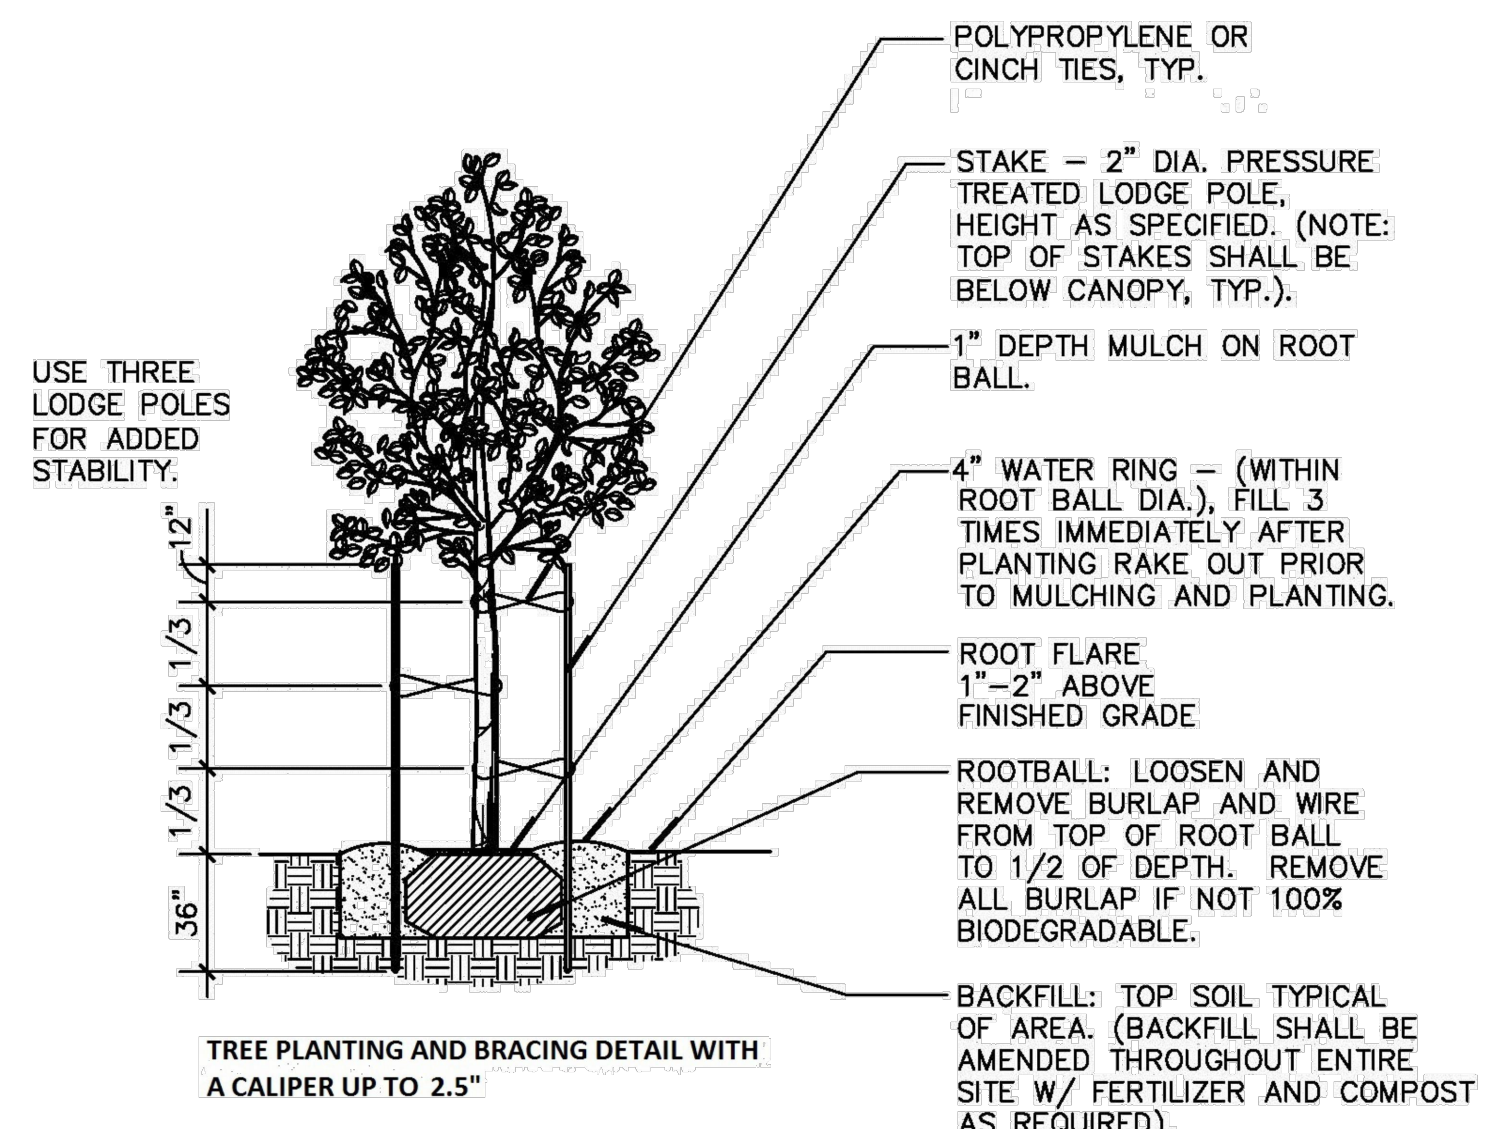 POLYPROPYLENE OR
CINCH TIES, TYP.
STAKE – 2" DIA. PRESSURE
TREATED LODGE POLE,
HEIGHT AS SPECIFIED. (NOTE:
TOP OF STAKES SHALL BE
BELOW CANOPY, TYP.).
1" DEPTH MULCH ON ROOT
BALL.
USE THREE
LODGE POLES
FOR ADDED
STABILITY.
4" WATER RING – (WITHIN
ROOT BALL DIA.), FILL 3
TIMES IMMEDIATELY AFTER
PLANTING RAKE OUT PRIOR
TO MULCHING AND PLANTING.
12"
1/3
1/3
1/3
36"
ROOT FLARE
1"–2" ABOVE
FINISHED GRADE
ROOTBALL: LOOSEN AND
REMOVE BURLAP AND WIRE
FROM TOP OF ROOT BALL
TO 1/2 OF DEPTH. REMOVE
ALL BURLAP IF NOT 100%
BIODEGRADABLE.
BACKFILL: TOP SOIL TYPICAL
OF AREA. (BACKFILL SHALL BE
AMENDED THROUGHOUT ENTIRE
SITE W/ FERTILIZER AND COMPOST
AS REQUIRED)
TREE PLANTING AND BRACING DETAIL WITH
A CALIPER UP TO 2.5"